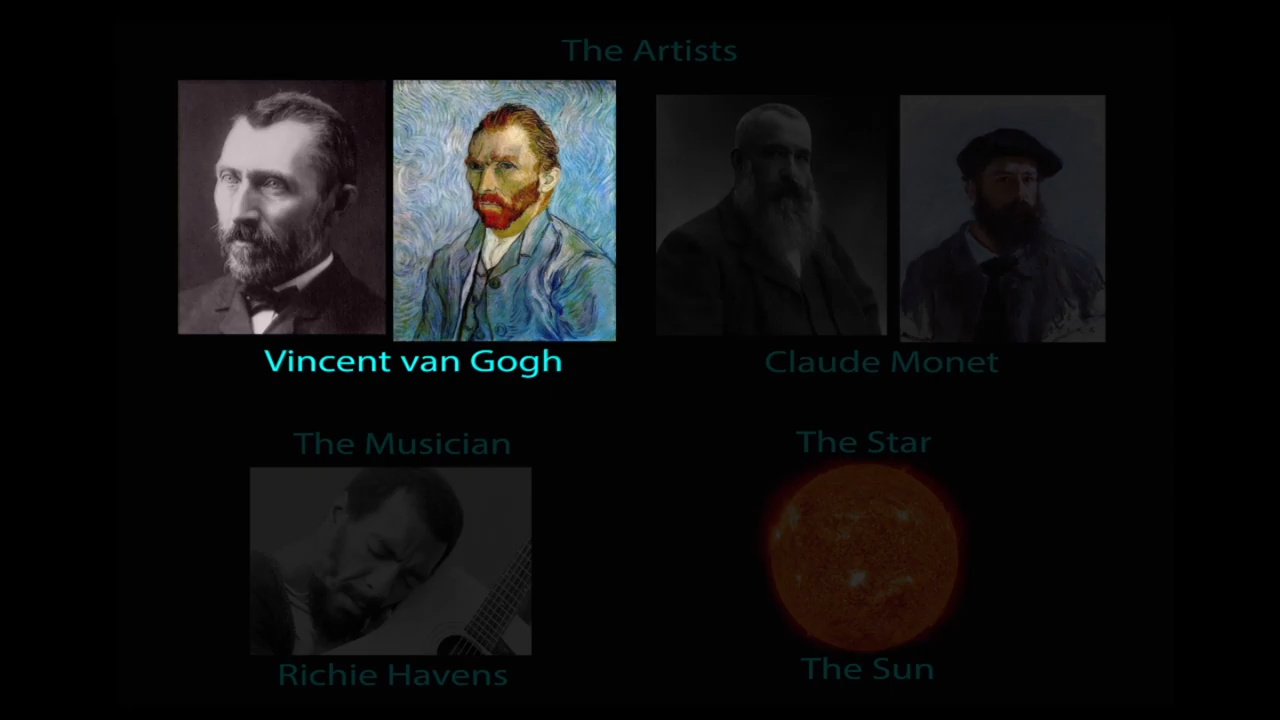 The Artists
Vincent van Gogh
Claude Monet
The Musician
The Star
Richie Havens
The Sun